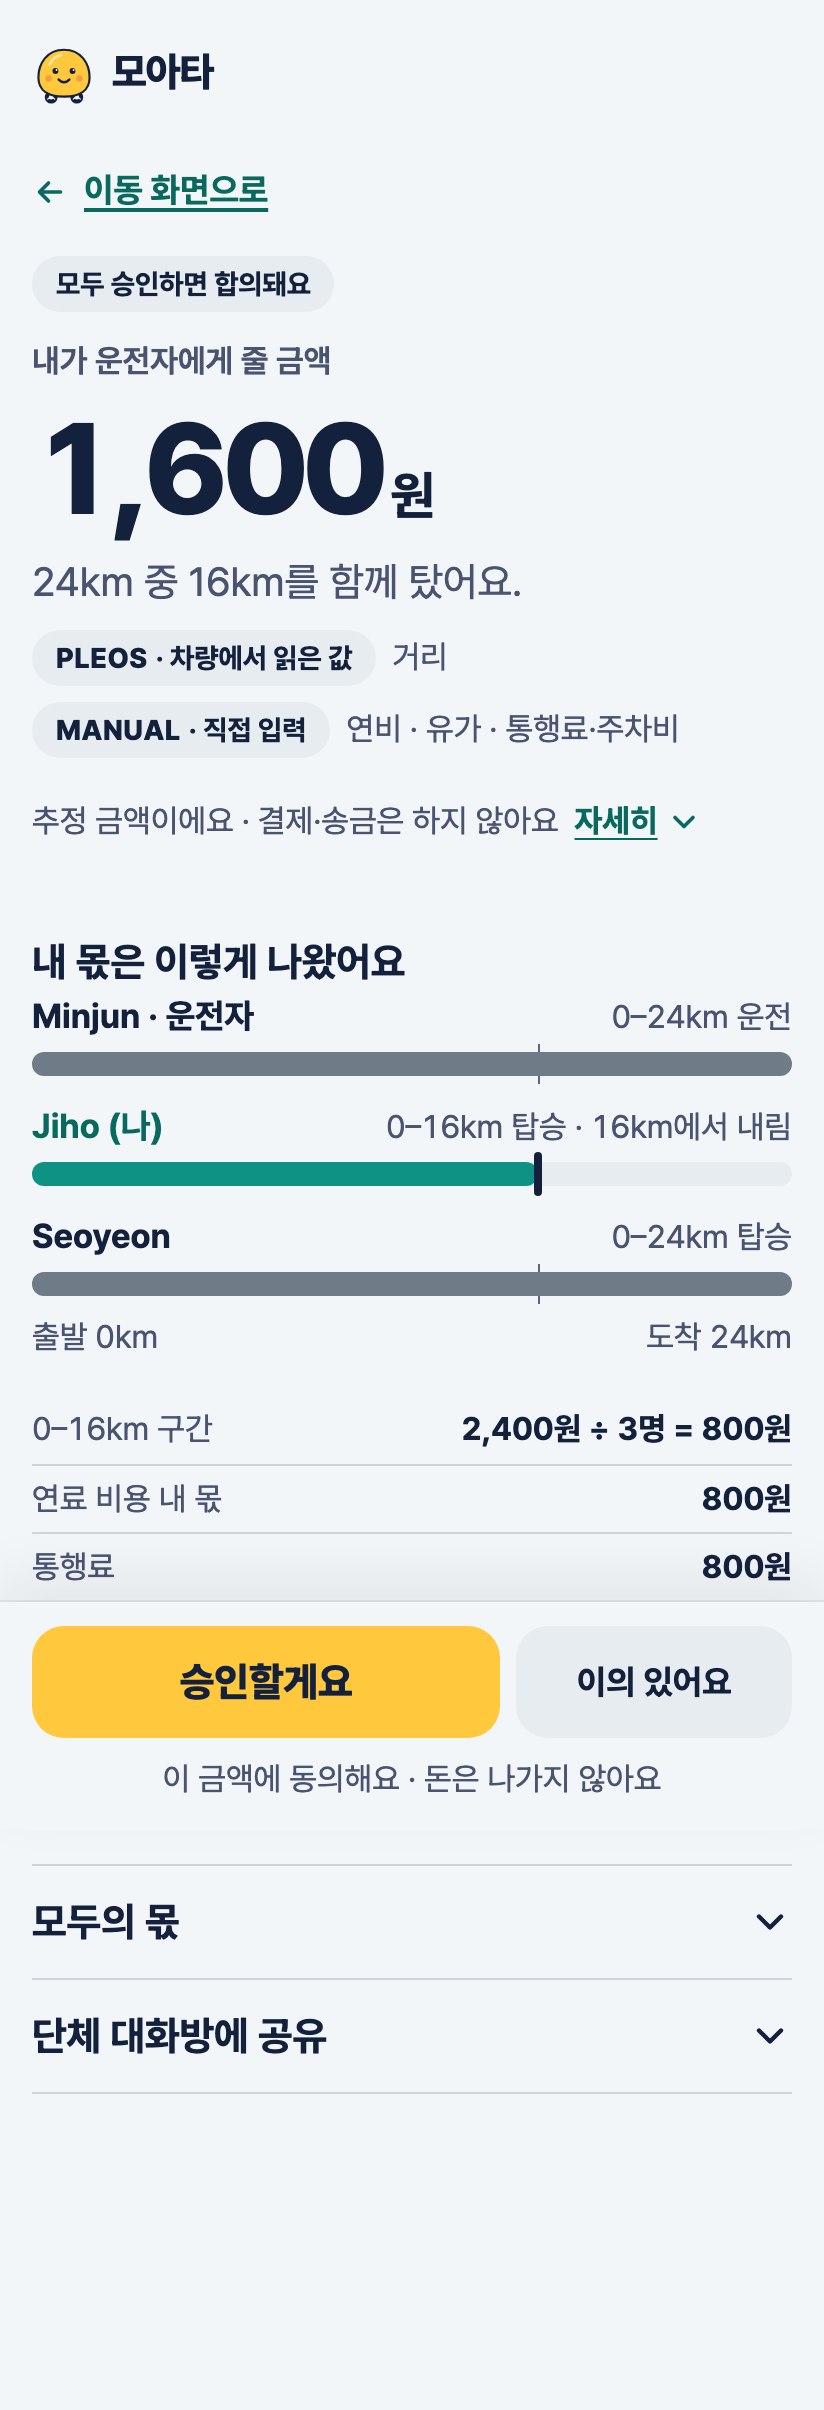 모아타
← 이동 화면으로
모두 승인하면 합의돼요
내가 운전자에게 줄 금액
1,600원
24km 중 16km를 함께 탔어요.
PLEOS · 차량에서 읽은 값 거리
MANUAL · 직접 입력 연비 · 유가 · 통행료·주차비
추정 금액이에요 · 결제·송금은 하지 않아요 자세히
내 몫은 이렇게 나왔어요
Minjun · 운전자 0–24km 운전
Jiho (나) 0–16km 탑승 · 16km에서 내림
Seoyeon 0–24km 탑승
출발 0km 도착 24km
0–16km 구간 2,400원 ÷ 3명 = 800원
연료 비용 내 몫 800원
통행료 800원
승인할게요 이의 있어요
이 금액에 동의해요 · 돈은 나가지 않아요
모두의 몫
단체 대화방에 공유